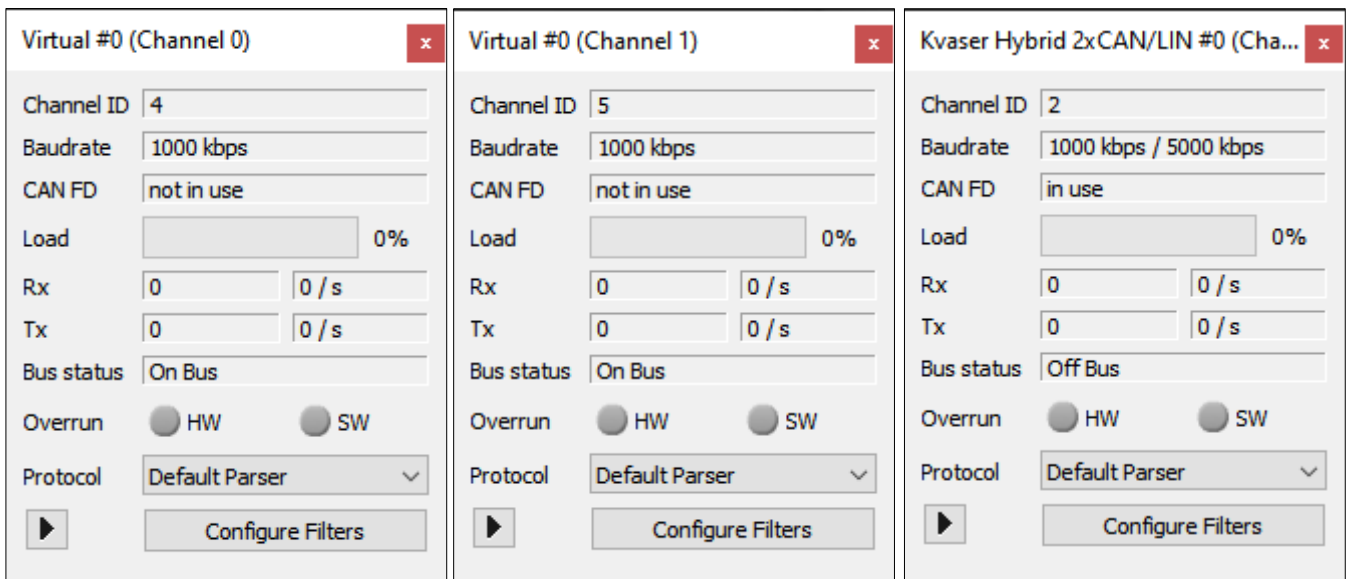 Virtual #0 (Channel 0)
x
Channel ID 4
Baudrate 1000 kbps
CAN FD not in use
Load 0%
Rx 0 0 / s
Tx 0 0 / s
Bus status On Bus
Overrun HW SW
Protocol Default Parser
Configure Filters
Virtual #0 (Channel 1)
x
Channel ID 5
Baudrate 1000 kbps
CAN FD not in use
Load 0%
Rx 0 0 / s
Tx 0 0 / s
Bus status On Bus
Overrun HW SW
Protocol Default Parser
Configure Filters
Kvaser Hybrid 2xCAN/LIN #0 (Cha...
x
Channel ID 2
Baudrate 1000 kbps / 5000 kbps
CAN FD in use
Load 0%
Rx 0 0 / s
Tx 0 0 / s
Bus status Off Bus
Overrun HW SW
Protocol Default Parser
Configure Filters